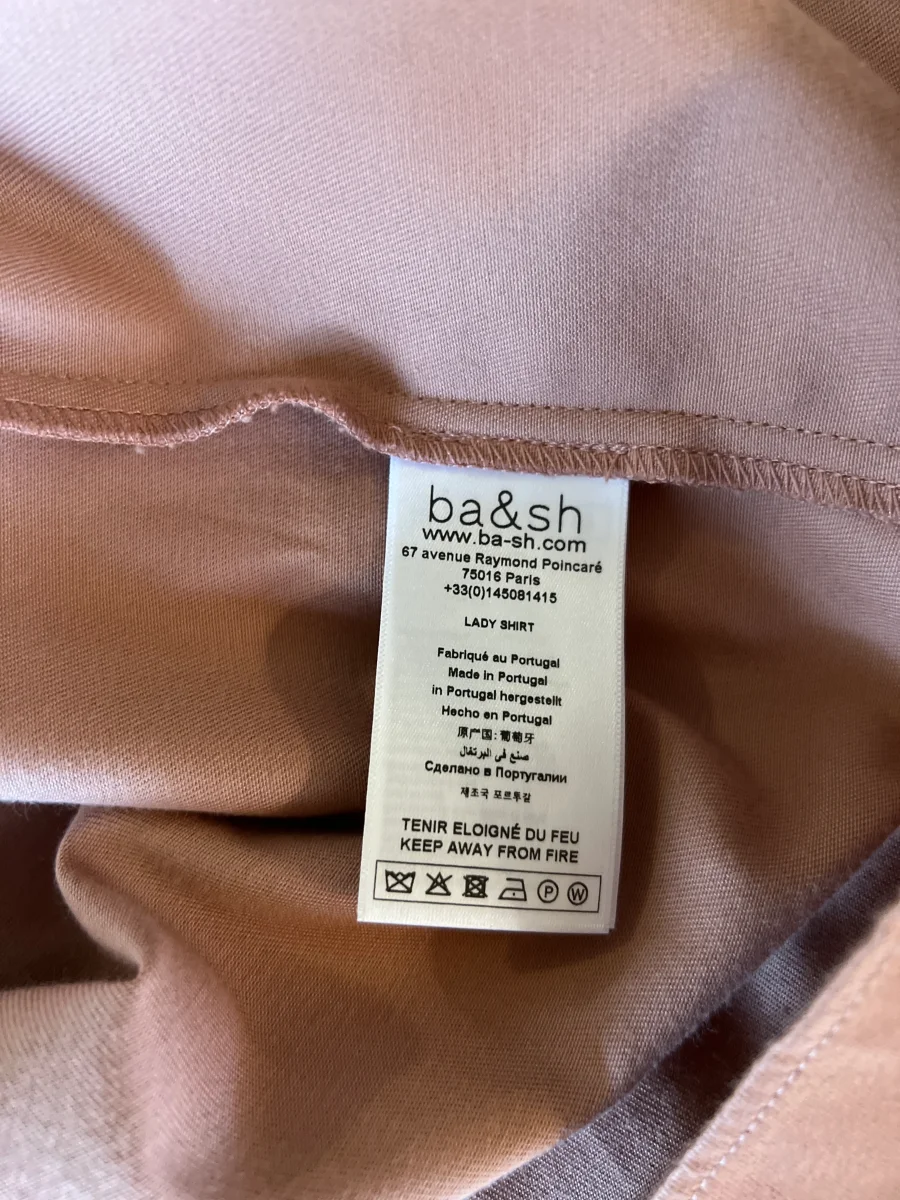 ba&sh
www.ba-sh.com
67 avenue Raymond Poincaré
75016 Paris
+33(0)145081415
LADY SHIRT
Fabriqué au Portugal
Made in Portugal
in Portugal hergestellt
Hecho en Portugal
原产国: 葡萄牙
صنع في البرتغال
Сделано в Португалии
제조국 포르투갈
TENIR ELOIGNÉ DU FEU
KEEP AWAY FROM FIRE
P W